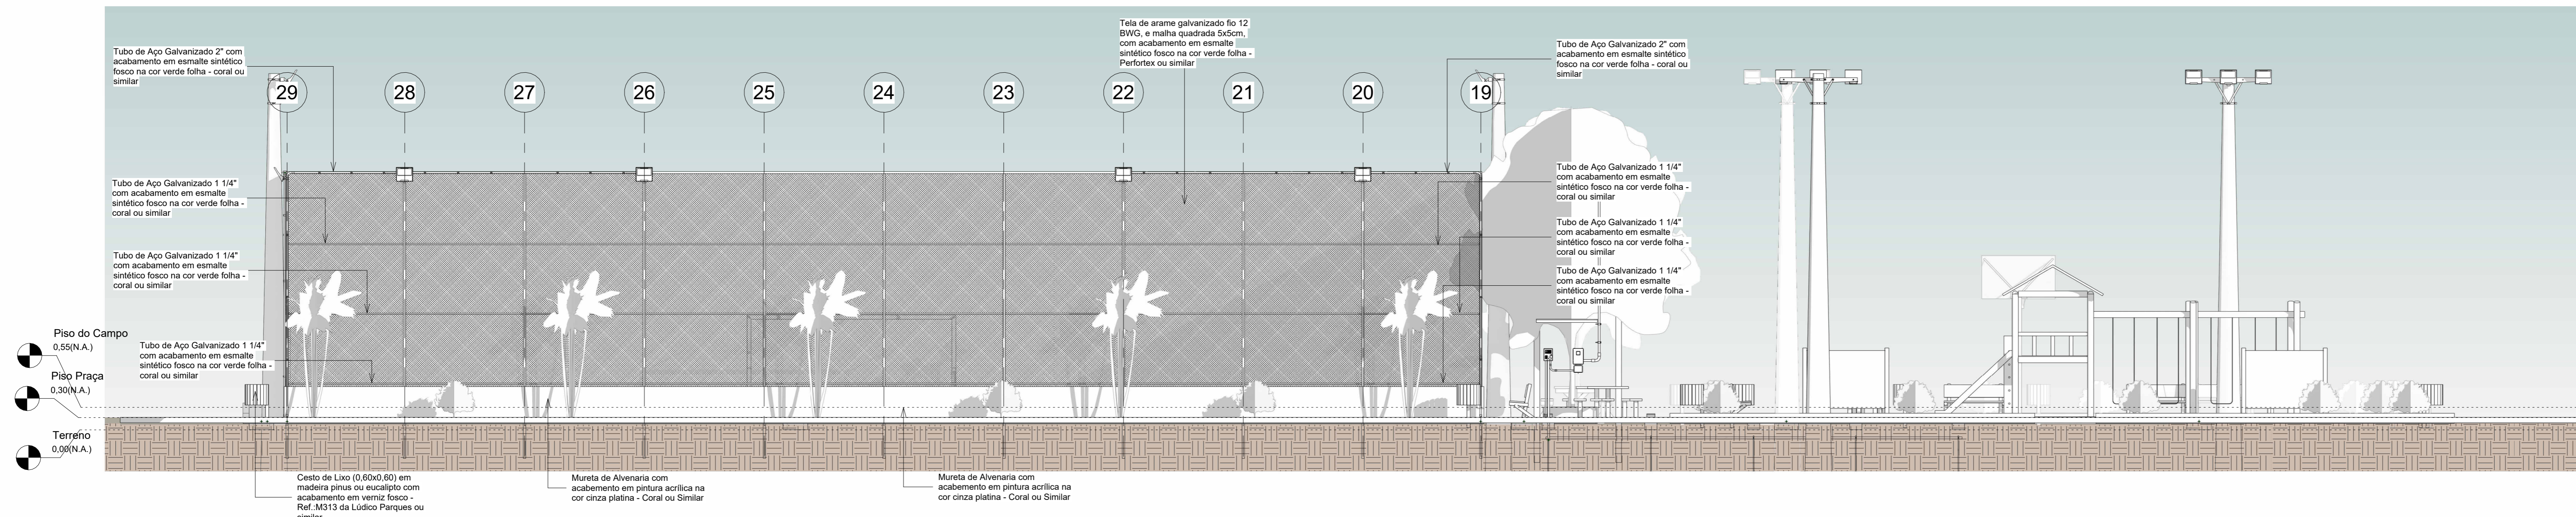 Tubo de Aço Galvanizado 2" com
acabamento em esmalte sintético
fosco na cor verde folha - coral ou
similar
Tela de arame galvanizado fio 12
BWG, e malha quadrada 5x5cm,
com acabamento em esmalte
sintético fosco na cor verde folha -
Perfortex ou similar
Tubo de Aço Galvanizado 2" com
acabamento em esmalte sintético
fosco na cor verde folha - coral ou
similar
29
28
27
26
25
24
23
22
21
20
19
Tubo de Aço Galvanizado 1 1/4"
com acabamento em esmalte
sintético fosco na cor verde folha -
coral ou similar
Tubo de Aço Galvanizado 1 1/4"
com acabamento em esmalte
sintético fosco na cor verde folha -
coral ou similar
Tubo de Aço Galvanizado 1 1/4"
com acabamento em esmalte
sintético fosco na cor verde folha -
coral ou similar
Tubo de Aço Galvanizado 1 1/4"
com acabamento em esmalte
sintético fosco na cor verde folha -
coral ou similar
Tubo de Aço Galvanizado 1 1/4"
com acabamento em esmalte
sintético fosco na cor verde folha -
coral ou similar
Piso do Campo
0,55(N.A.)
Tubo de Aço Galvanizado 1 1/4"
com acabamento em esmalte
sintético fosco na cor verde folha -
coral ou similar
Piso Praça
0,30(N.A.)
Terreno
0,00(N.A.)
Cesto de Lixo (0,60x0,60) em
madeira pinus ou eucalipto com
acabamento em verniz fosco -
Ref.:M313 da Lúdico Parques ou
similar
Mureta de Alvenaria com
acabemento em pintura acrílica na
cor cinza platina - Coral ou Similar
Mureta de Alvenaria com
acabemento em pintura acrílica na
cor cinza platina - Coral ou Similar